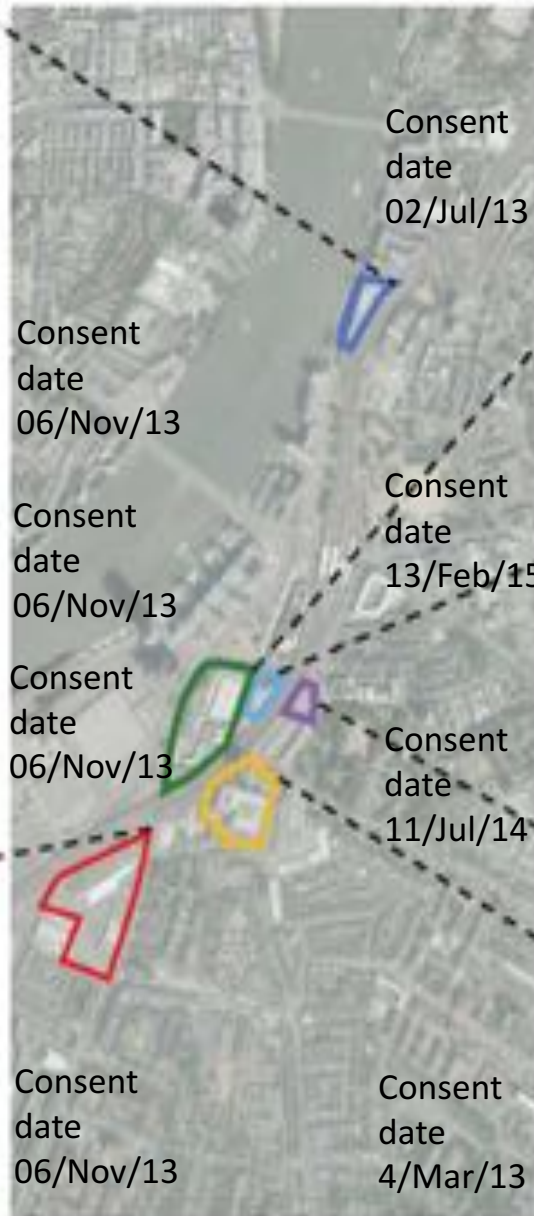 Consent
date
02/Jul/13
Consent
date
06/Nov/13
Consent
date
13/Feb/15
Consent
date
06/Nov/13
Consent
date
06/Nov/13
Consent
date
11/Jul/14
Consent
date
06/Nov/13
Consent
date
4/Mar/13